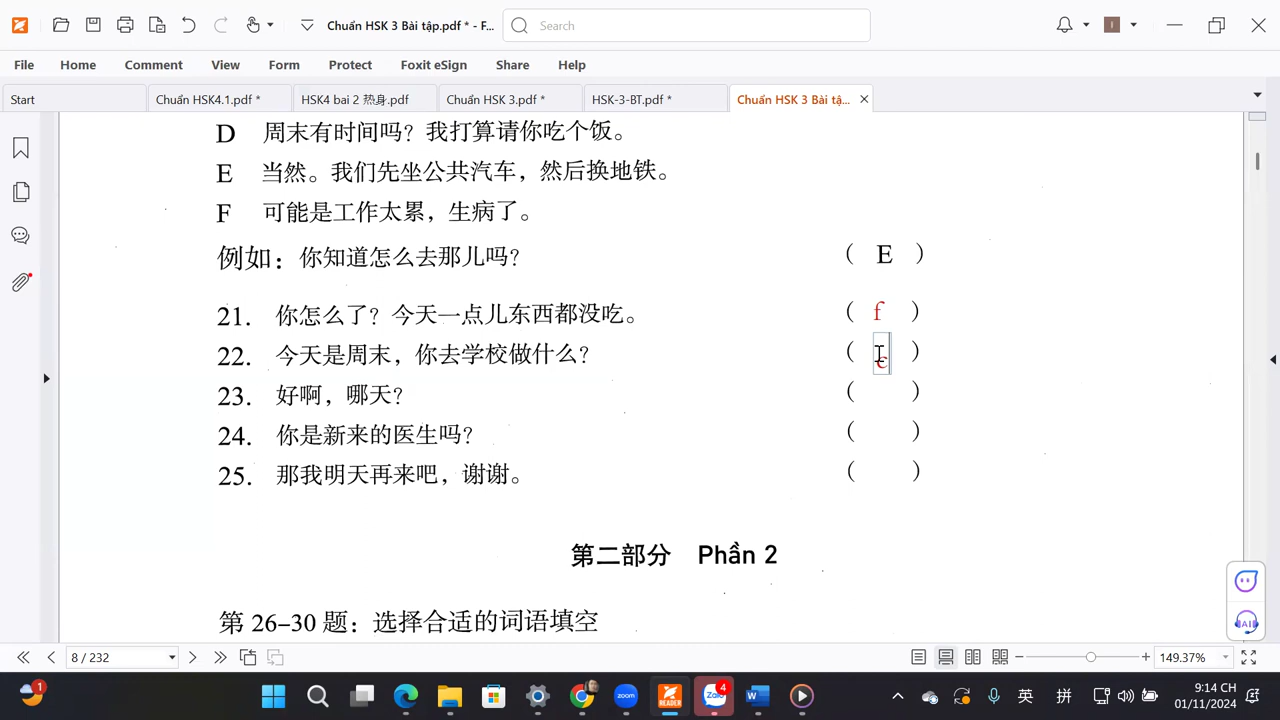 Chuẩn HSK 3 Bài tập.pdf * - F...
Search
File Home Comment View Form Protect Foxit eSign Share Help
Start
Chuẩn HSK4.1.pdf *
HSK4 bai 2 热身.pdf
Chuẩn HSK 3.pdf *
HSK-3-BT.pdf *
Chuẩn HSK 3 Bài tậ...
D 周末有时间吗？我打算请你吃个饭。
E 当然。我们先坐公共汽车，然后换地铁。
F 可能是工作太累，生病了。
例如：你知道怎么去那儿吗？ （ E ）
21. 你怎么了？今天一点儿东西都没吃。 （ f ）
22. 今天是周末，你去学校做什么？ （ c ）
23. 好啊，哪天？ （ ）
24. 你是新来的医生吗？ （ ）
25. 那我明天再来吧，谢谢。 （ ）
第二部分 Phần 2
第 26-30 题：选择合适的词语填空
AI
8 / 232
149.37%
1
zoom
READER
Zalo
4
W
英
拼
9:14 CH
01/11/2024